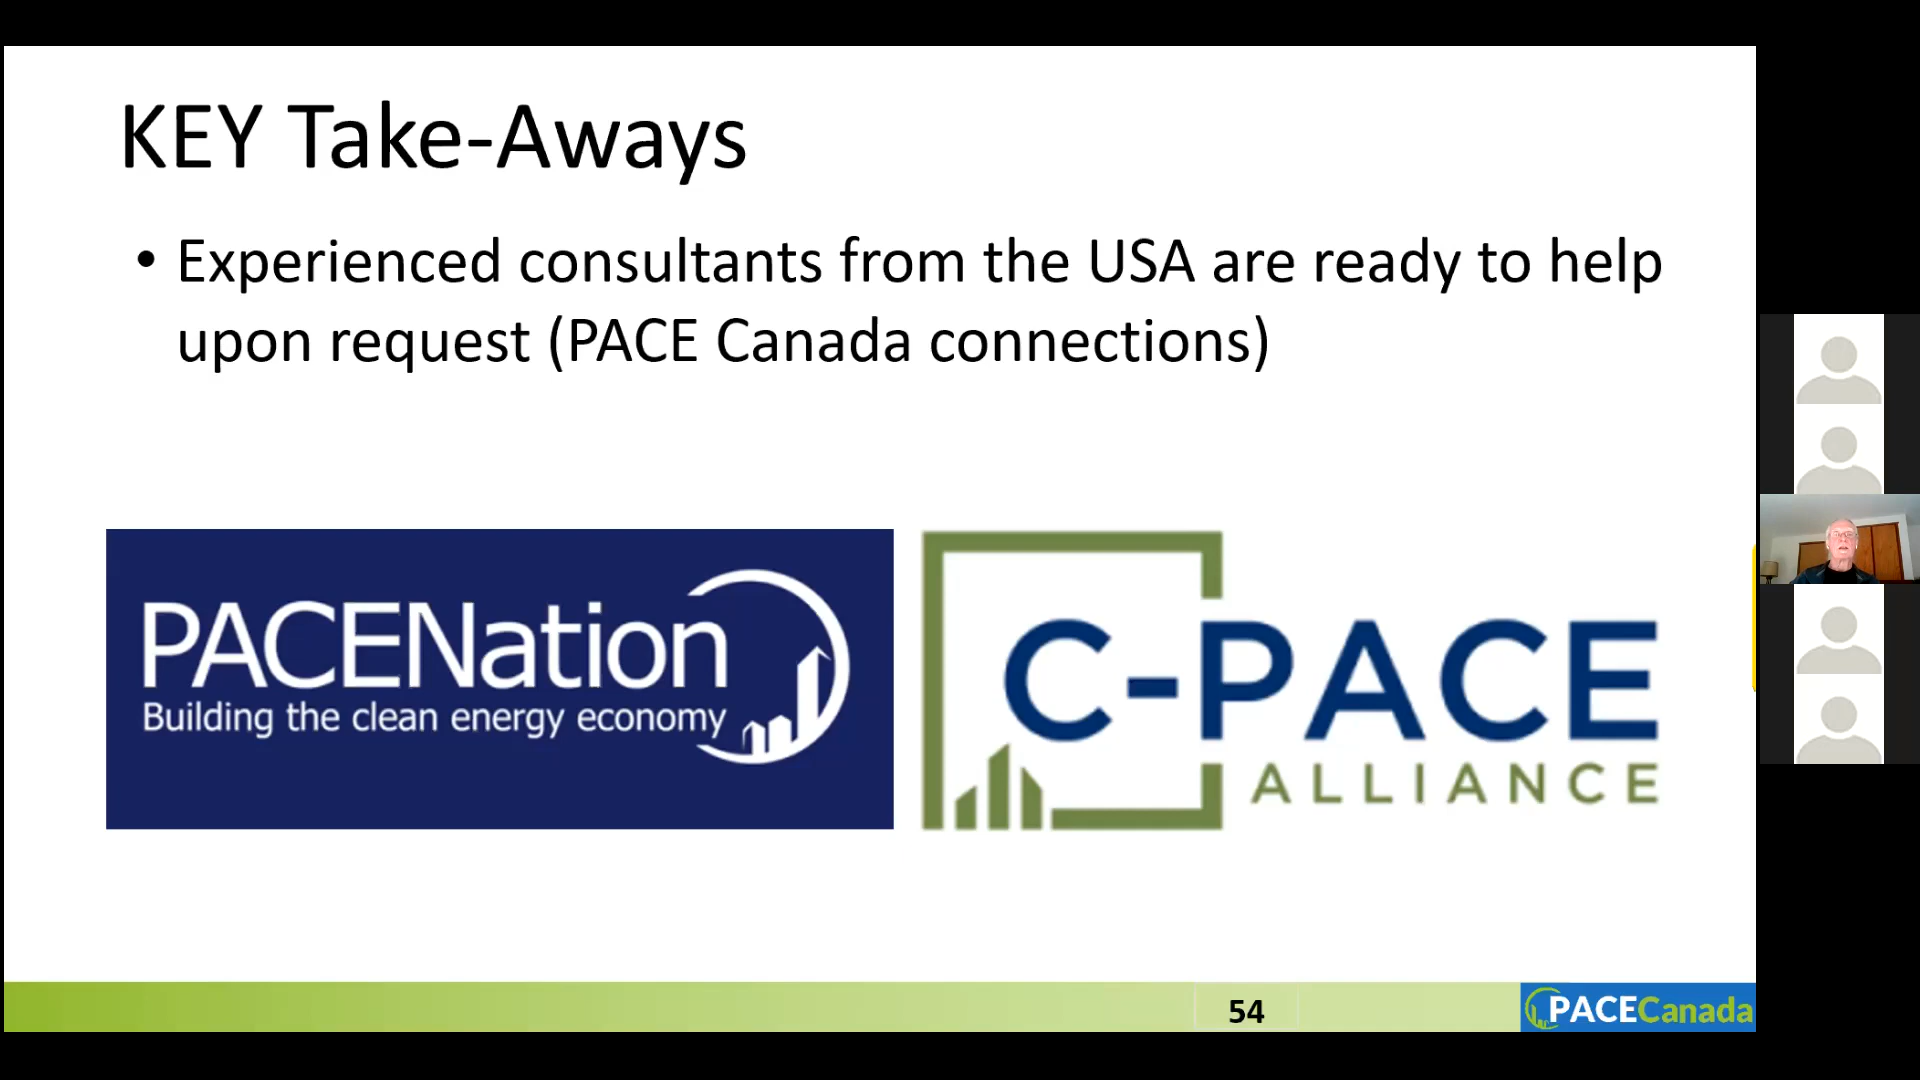 KEY Take-Aways
• Experienced consultants from the USA are ready to help
upon request (PACE Canada connections)
PACENation
Building the clean energy economy
C-PACE
ALLIANCE
54
PACECanada